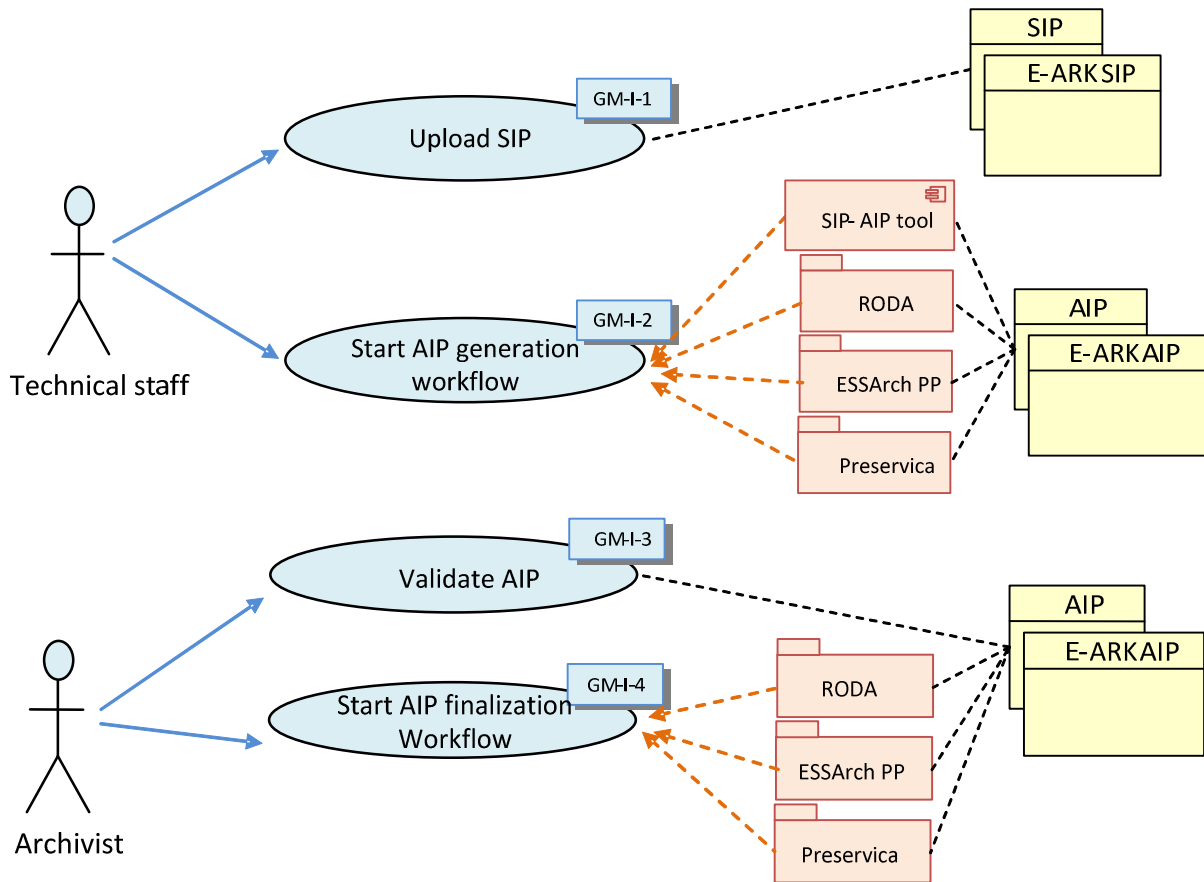 SIP
E-ARK SIP
GM-I-1
Upload SIP
SIP- AIP tool
RODA
ESSArch PP
Preservica
AIP
E-ARK AIP
GM-I-2
Start AIP generation
workflow
Technical staff
GM-I-3
Validate AIP
AIP
E-ARK AIP
GM-I-4
Start AIP finalization
Workflow
RODA
ESSArch PP
Preservica
Archivist